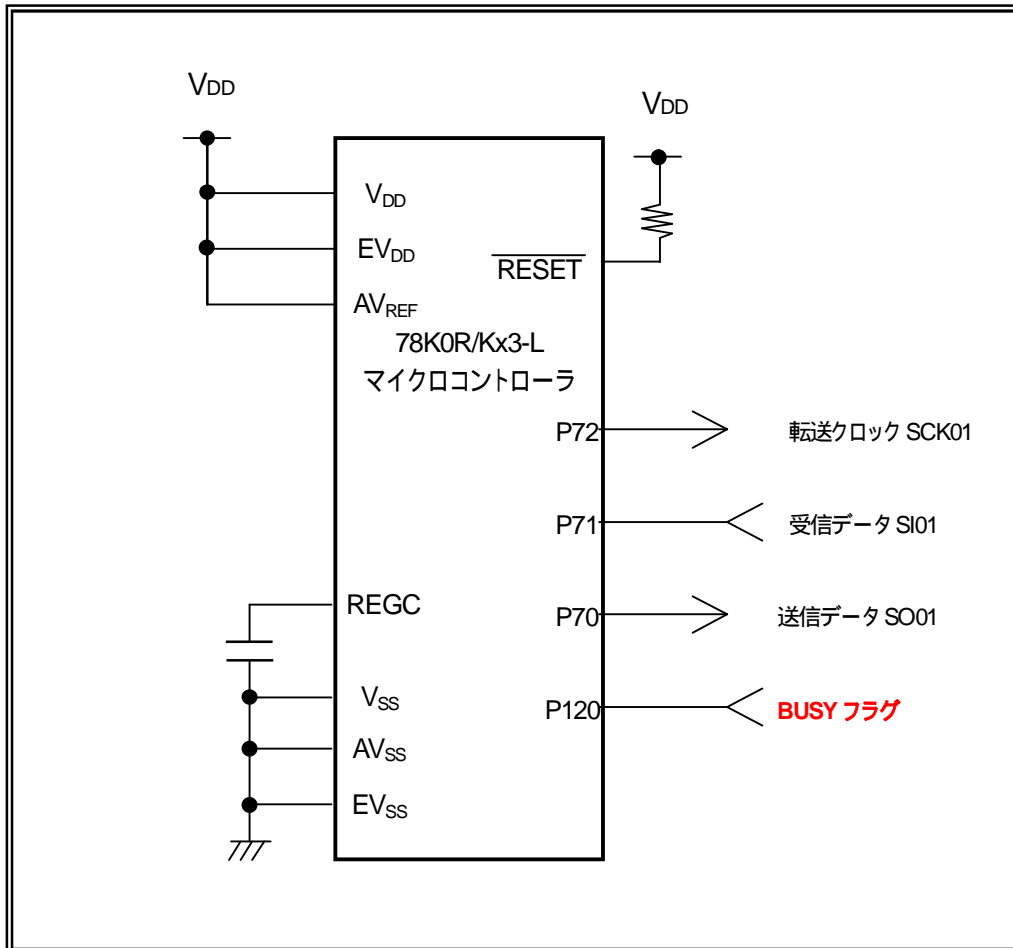 VDD
VDD
VDD
EVDD
RESET
AVREF
78K0R/Kx3-L
マイクロコントローラ
P72
転送クロック SCK01
P71
受信データ SI01
REGC
P70
送信データ SO01
VSS
P120
BUSY フラグ
AVSS
EVSS